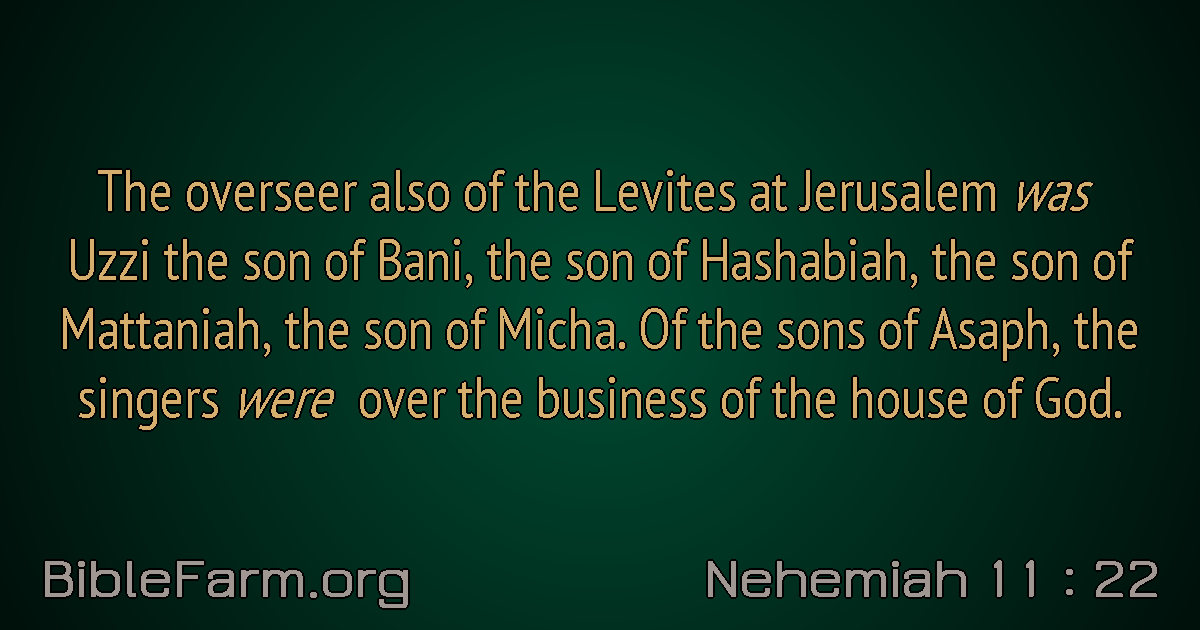 The overseer also of the Levites at Jerusalem was
Uzzi the son of Bani, the son of Hashabiah, the son of
Mattaniah, the son of Micha. Of the sons of Asaph, the
singers were over the business of the house of God.
BibleFarm.org
Nehemiah 11 : 22